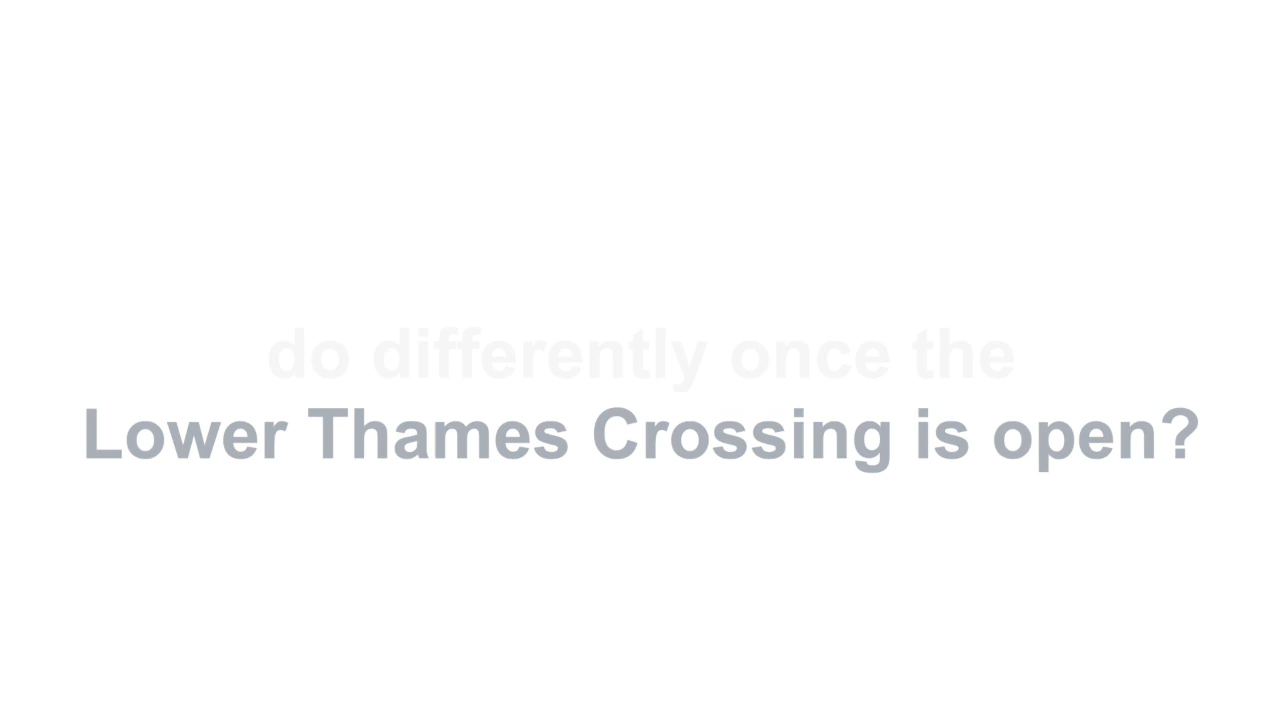 do differently once the
Lower Thames Crossing is open?